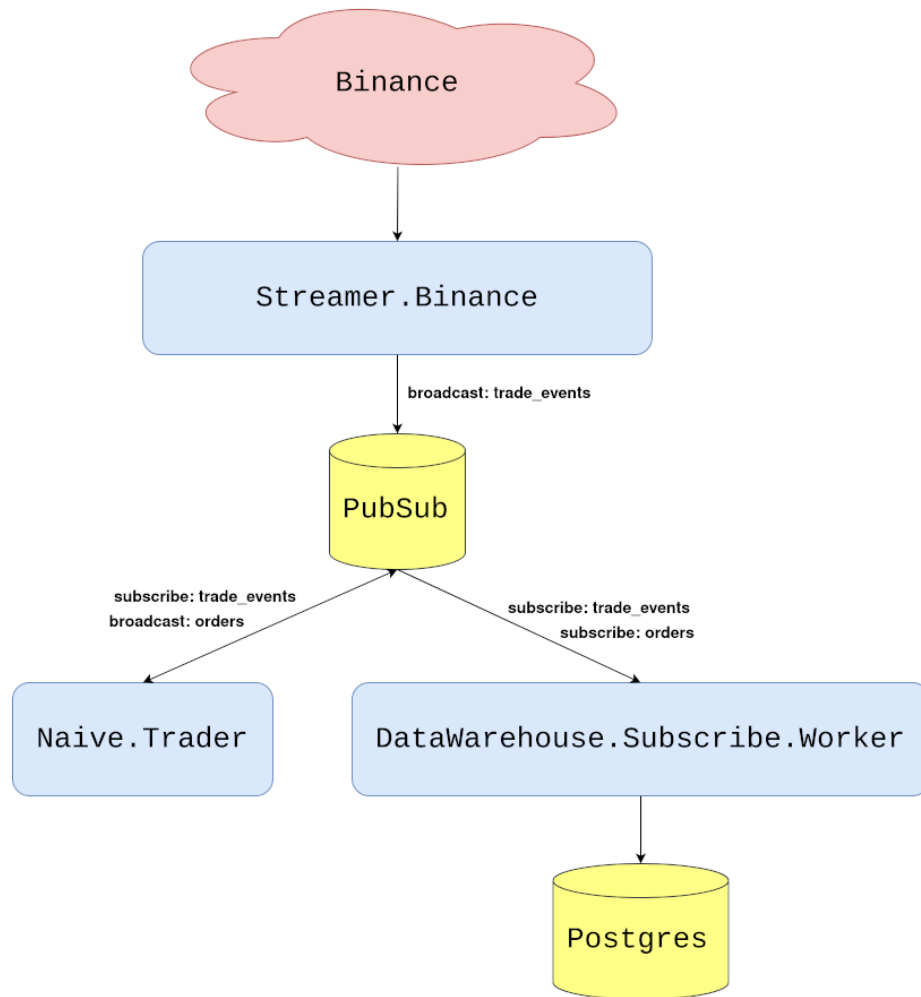 Binance
Streamer.Binance
broadcast: trade_events
PubSub
subscribe: trade_events
broadcast: orders
subscribe: trade_events
subscribe: orders
Naive.Trader
DataWarehouse.Subscribe.Worker
Postgres